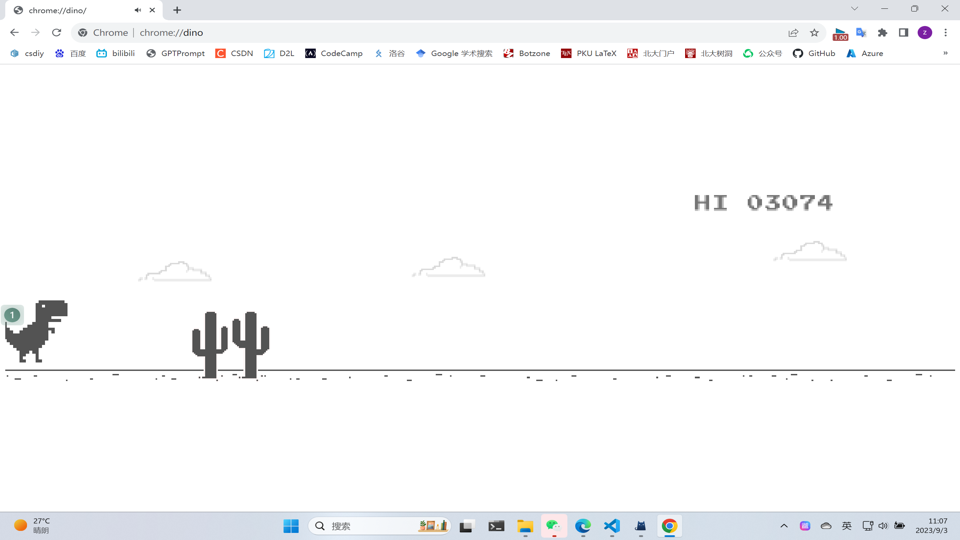 chrome://dino/
Chrome | chrome://dino
z
1.00
csdiy 百度 bilibili GPTPrompt CSDN D2L CodeCamp 洛谷 Google 学术搜索 Botzone PKU LaTeX 北大门户 北大树洞 公众号 GitHub Azure »
HI 03074
1
27°C
晴朗
搜索
英
11:07
2023/9/3